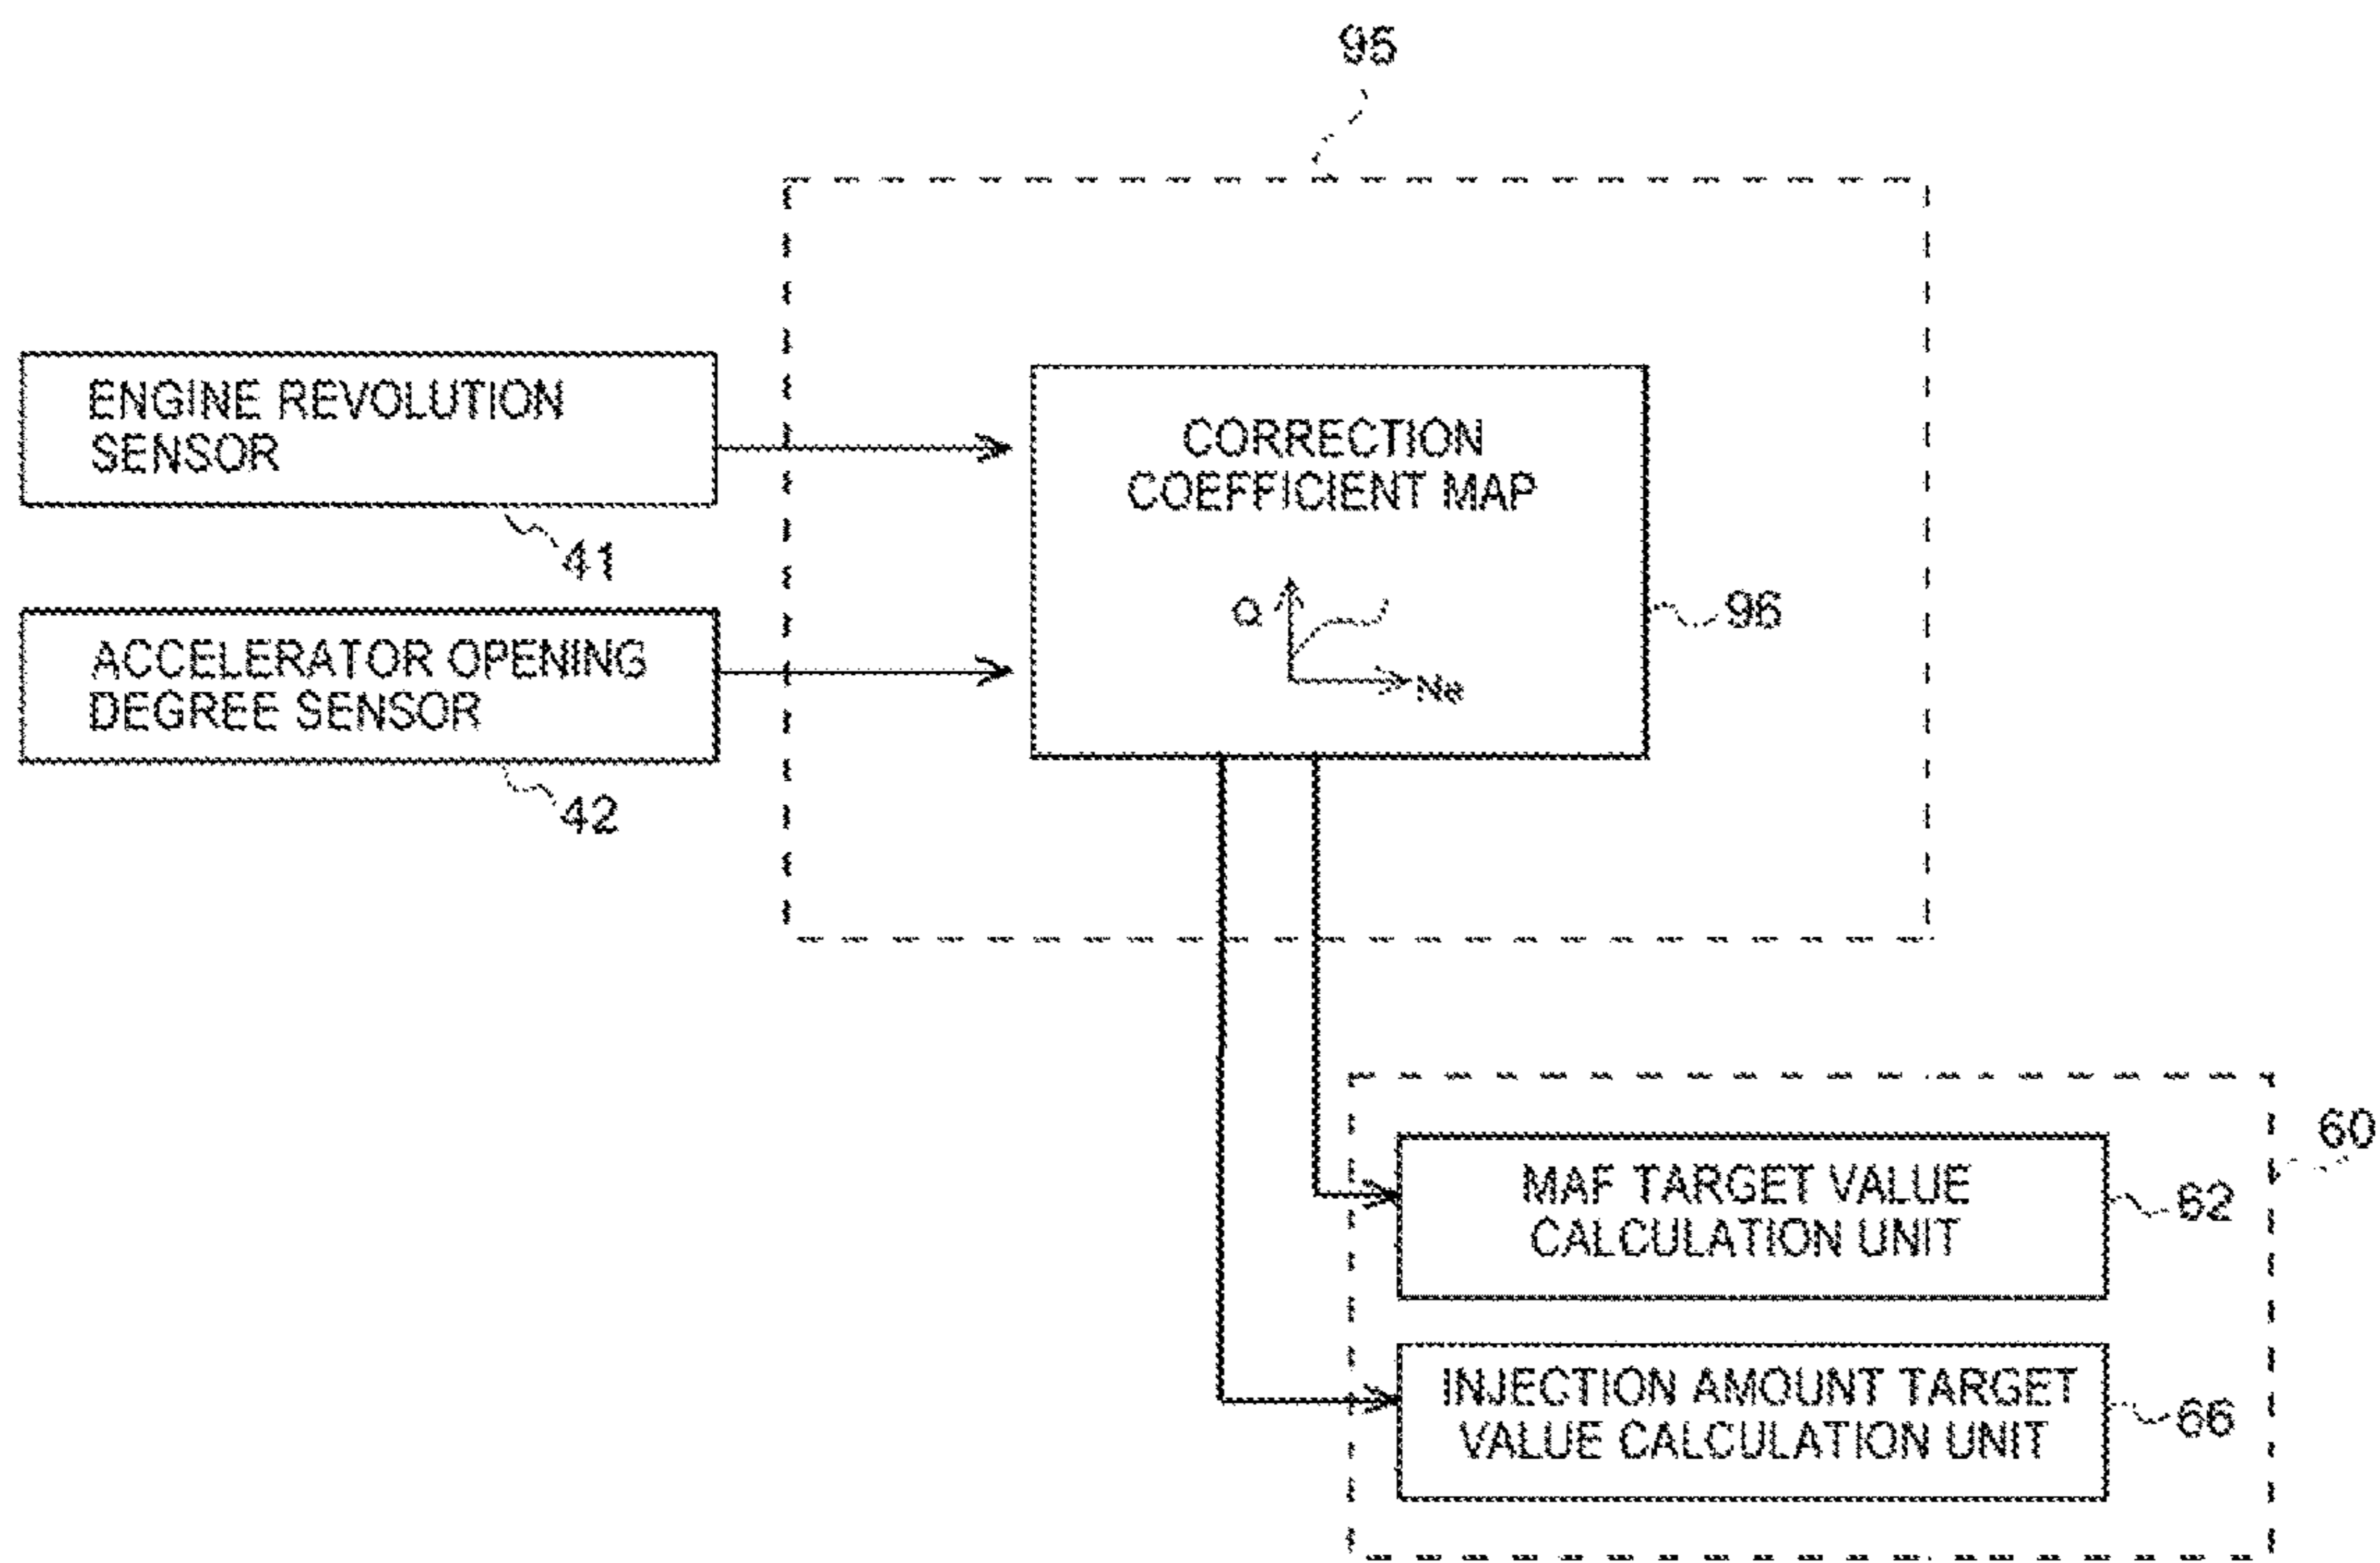 95
ENGINE REVOLUTION
SENSOR
41
ACCELERATOR OPENING
DEGREE SENSOR
42
CORRECTION
COEFFICIENT MAP
Q
Ne
96
60
MAF TARGET VALUE
CALCULATION UNIT
62
INJECTION AMOUNT TARGET
VALUE CALCULATION UNIT
66